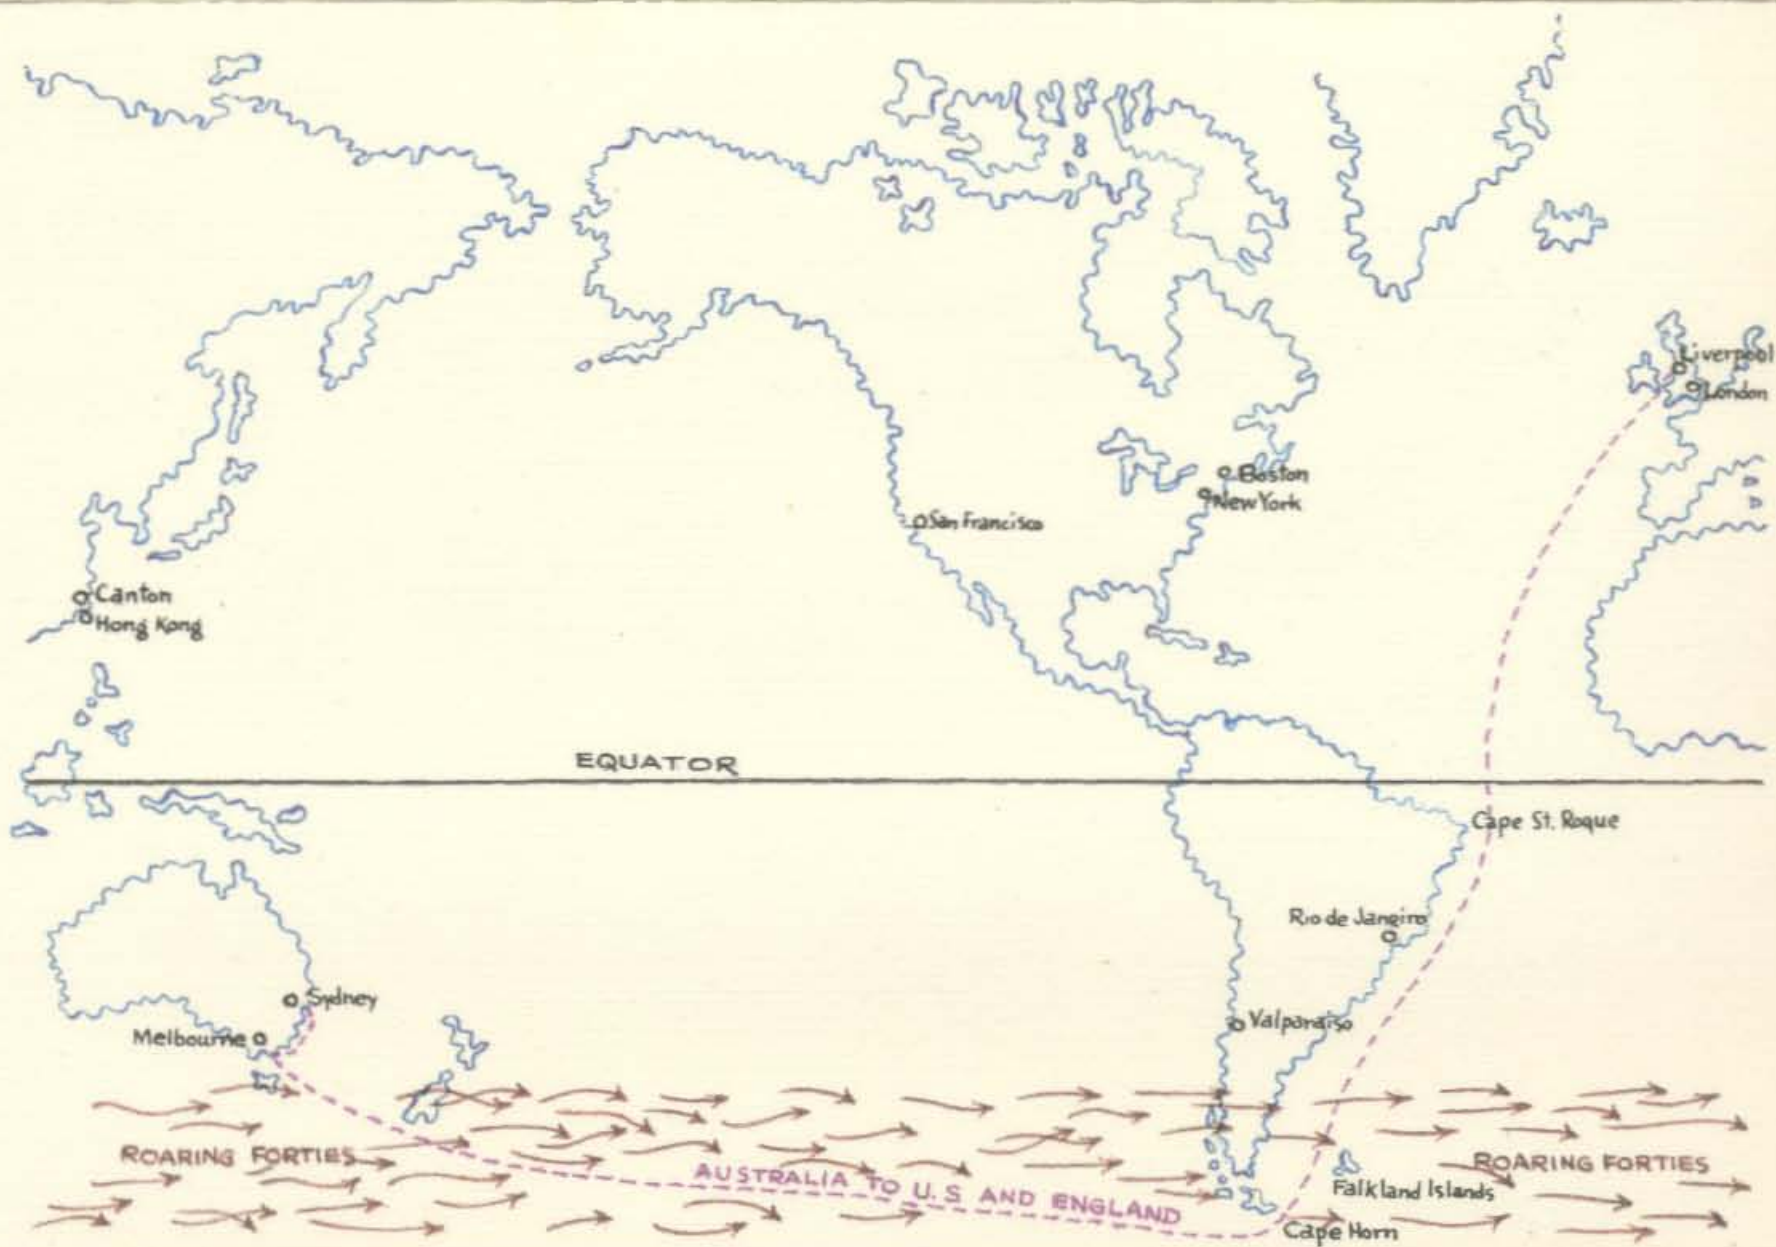 Liverpool
London
Boston
New York
San Francisco
Canton
Hong Kong
EQUATOR
Cape St. Roque
Rio de Janeiro
Sydney
Valparaiso
Melbourne
ROARING FORTIES
AUSTRALIA TO U.S AND ENGLAND
ROARING FORTIES
Falkland Islands
Cape Horn